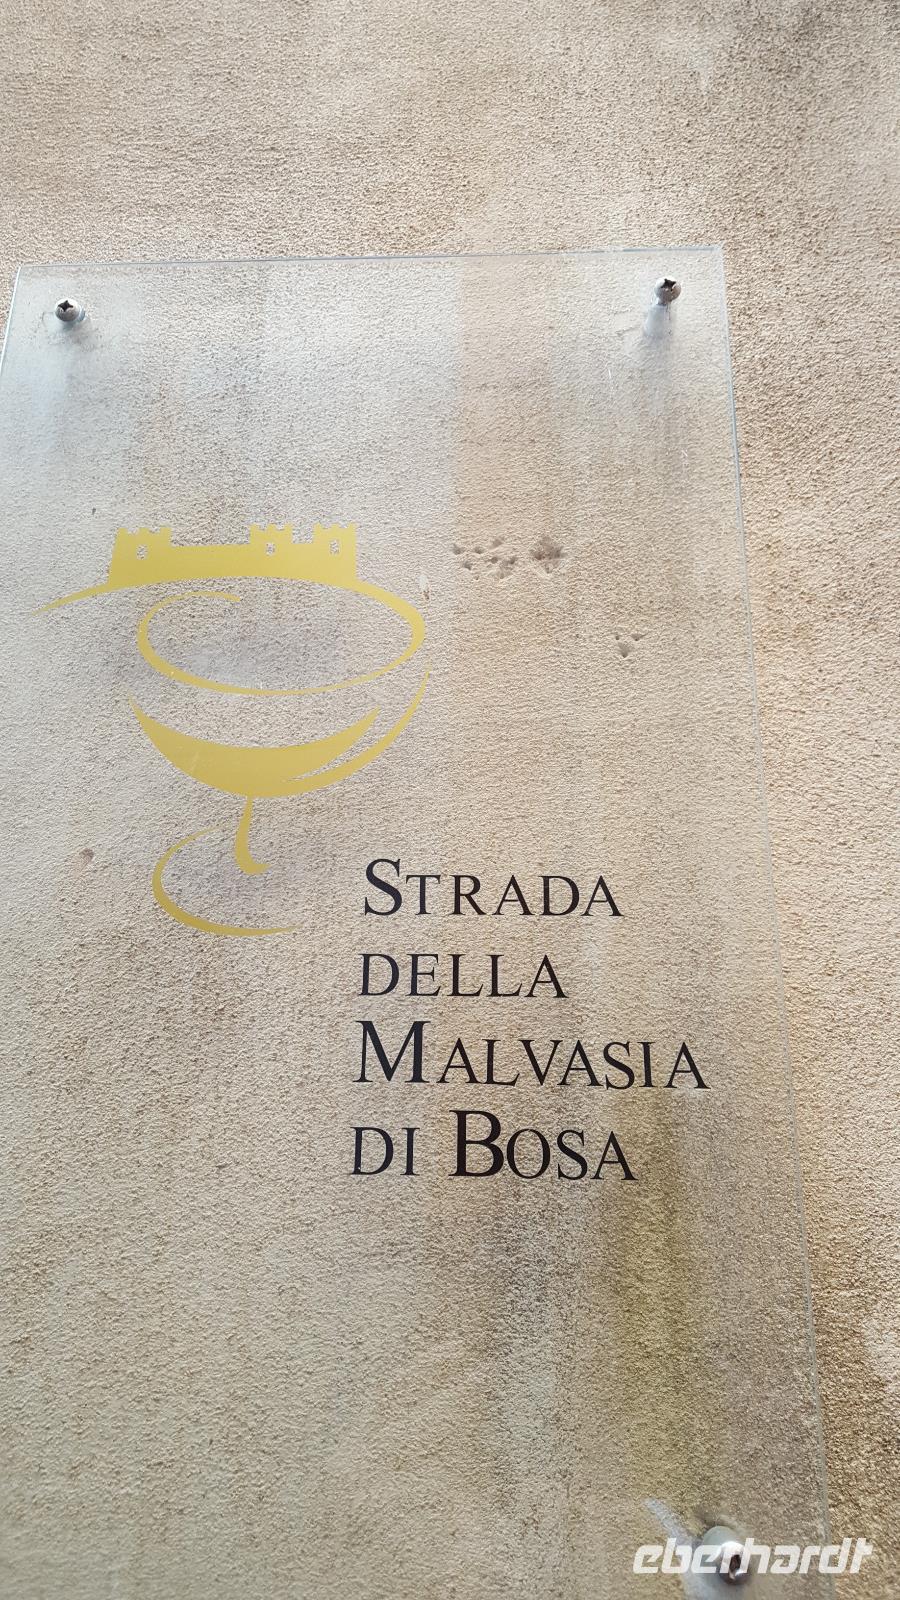 STRADA
DELLA
MALVASIA
DI BOSA
eberhardt